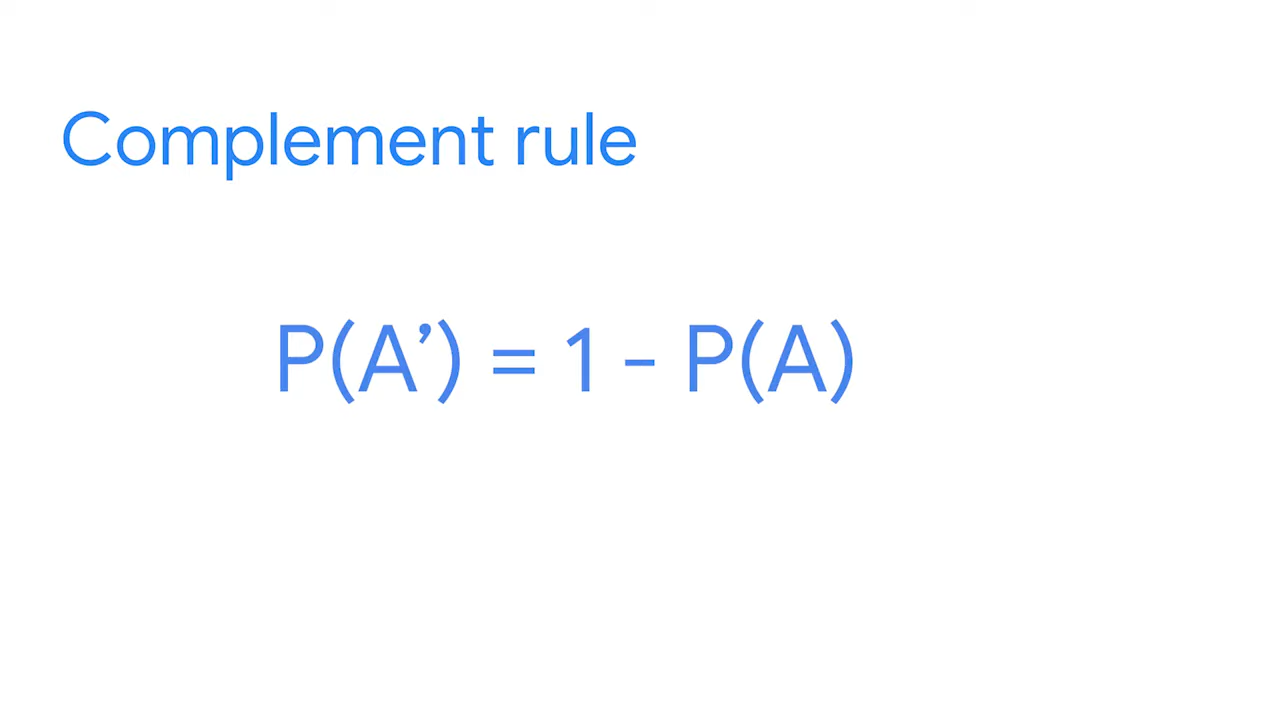 Complement rule
P(A’) = 1 - P(A)